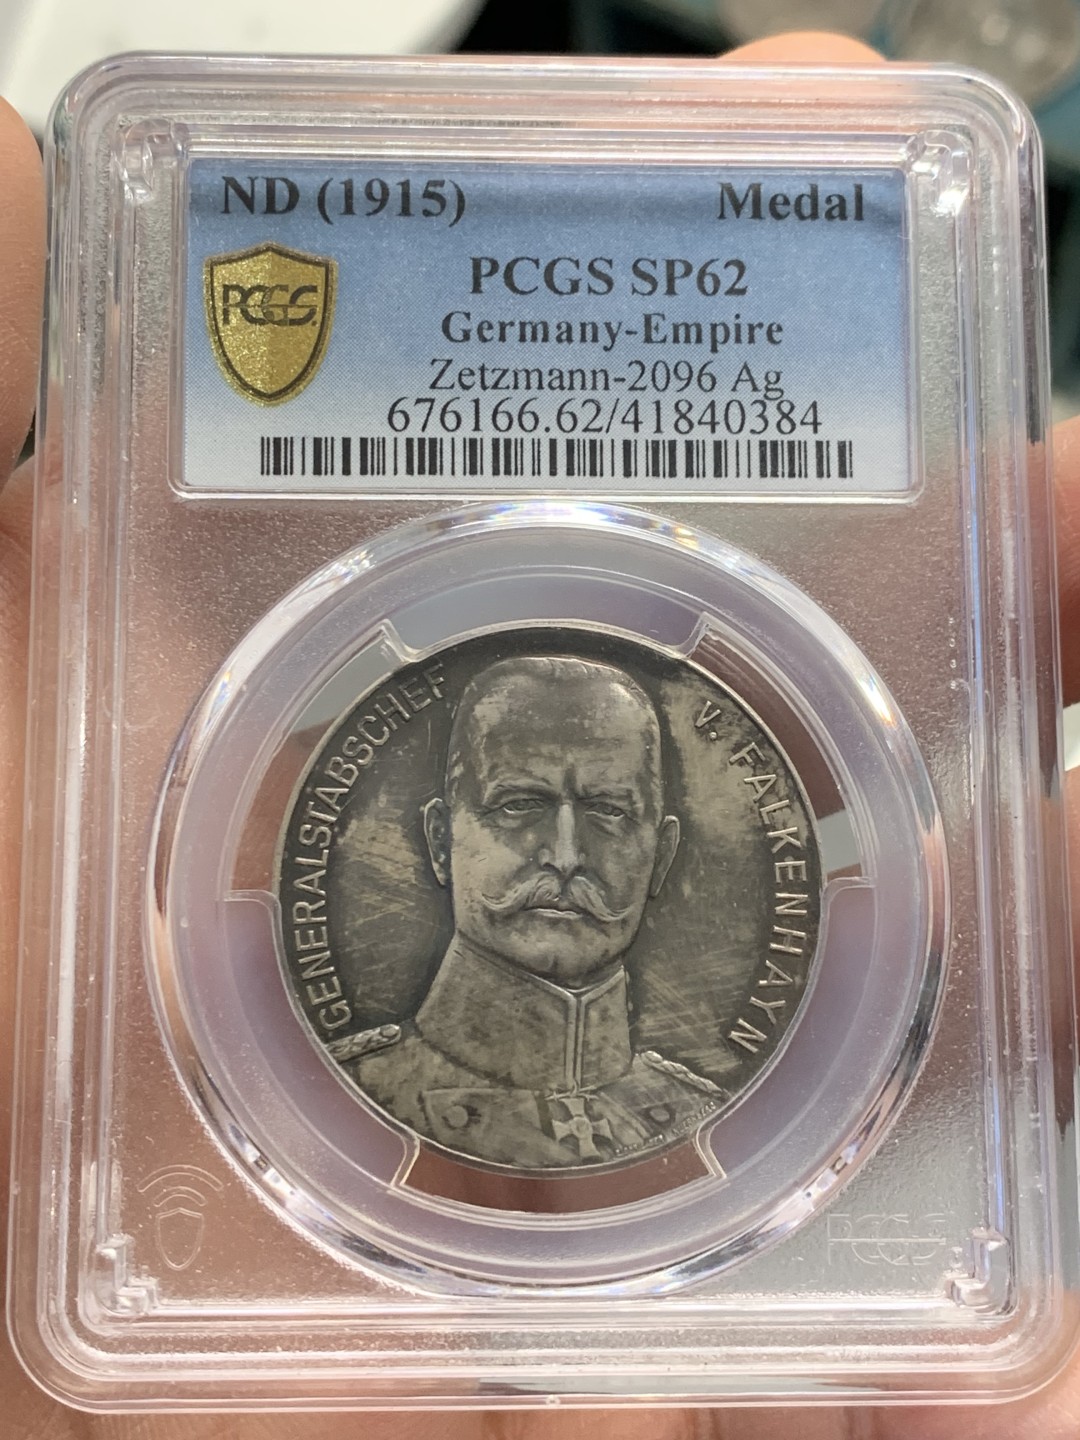 ND (1915) Medal
PCGS SP62
PCGS.
Germany-Empire
Zetzmann-2096 Ag
676166.62/41840384
GENERALSTABSCHEF
V. FALKENHAYN
PCGS